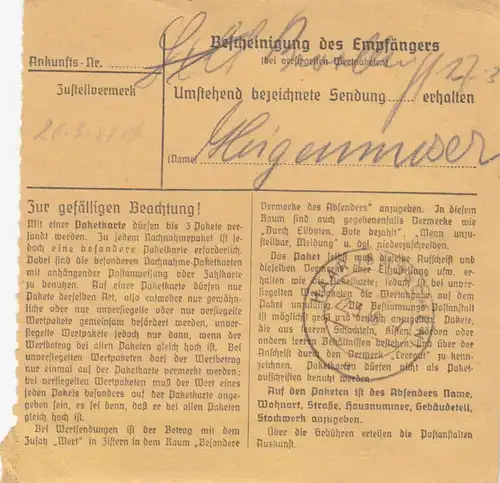 Bescheinigung des Empfängers
Ankunfts-Nr. (bei versiegelten Wertpaketen)
Zustellvermerk
Umstehend bezeichnete Sendung erhalten
(Name)
Zur gefälligen Beachtung!
Mit einer Paketkarte dürfen bis 3 Pakete ver-
sandt werden. Zu jedem Nachnahmepaket ist je-
doch eine besondere Paketkarte erforderlich.
Dabei sind die besonderen Nachnahme-Paketkarten
mit anhängender Postanweisung oder Zahlkarte
zu benutzen. Auf einer Paketkarte dürfen nur
Pakete derselben Art, also entweder nur gewöhn-
liche oder nur unversiegelte oder nur versiegelte
Wertpakete gemeinsam befördert werden, unver-
siegelte Wertpakete jedoch nur dann, wenn der
Wertbetrag bei allen Paketen gleich hoch ist. Bei
unversiegelten Wertpaketen darf der Wertbetrag
nur einmal auf der Paketkarte vermerkt werden;
bei versiegelten Wertpaketen muß der Wert eines
jeden Pakets besonders auf der Paketkarte ange-
geben sein, es sei denn, daß er bei allen Paketen
gleich hoch ist.
Bei Wertsendungen ist der Betrag mit dem
Zusatz „Wert“ in Ziffern in dem Raum „Besondere
Vermerke des Absenders“ anzugeben. In diesem
Raum sind auch gegebenenfalls Vermerke wie
„Durch Eilboten, Bote bezahlt“, „Wenn unzu-
stellbar, Meldung“ u. dgl. niederzuschreiben.
Das Paket selbst muß dieselbe Aufschrift und
dieselben Vermerke über Eilzustellung usw. er-
halten wie die Paketkarte; jedoch ist bei unver-
siegelten Wertpaketen die Wertangabe auf dem
Paket unzulässig. Die Bestimmungs-Postanstalt
ist möglichst groß und deutlich anzugeben. Pakete,
die aus leeren Schachteln, Kisten, Körben oder
andern leeren Behältnissen bestehen, sind über der
Anschrift durch den Vermerk „Leergut“ zu kenn-
zeichnen. Paketkarten dürfen nicht als Paket-
aufschriften benutzt werden.
Auf den Paketen ist des Absenders Name,
Wohnort, Straße, Hausnummer, Gebäudeteil,
Stockwerk anzugeben.
Über die Gebühren erteilen die Postanstalten
Auskunft.